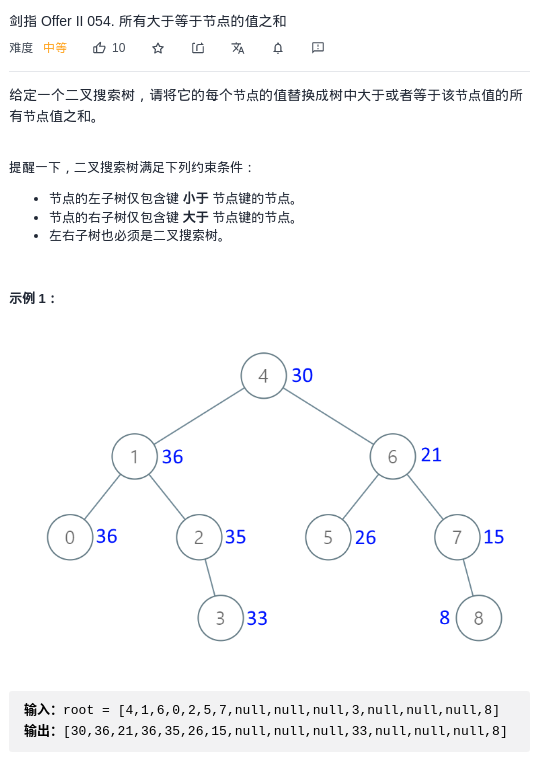 剑指 Offer II 054. 所有大于等于节点的值之和
难度 中等 10
给定一个二叉搜索树，请将它的每个节点的值替换成树中大于或者等于该节点值的所
有节点值之和。
提醒一下，二叉搜索树满足下列约束条件：
节点的左子树仅包含键 小于 节点键的节点。
节点的右子树仅包含键 大于 节点键的节点。
左右子树也必须是二叉搜索树。
示例 1：
4 30
1 36 6 21
0 36 2 35 5 26 7 15
3 33 8 8
输入：root = [4,1,6,0,2,5,7,null,null,null,3,null,null,null,8]
输出：[30,36,21,36,35,26,15,null,null,null,33,null,null,null,8]